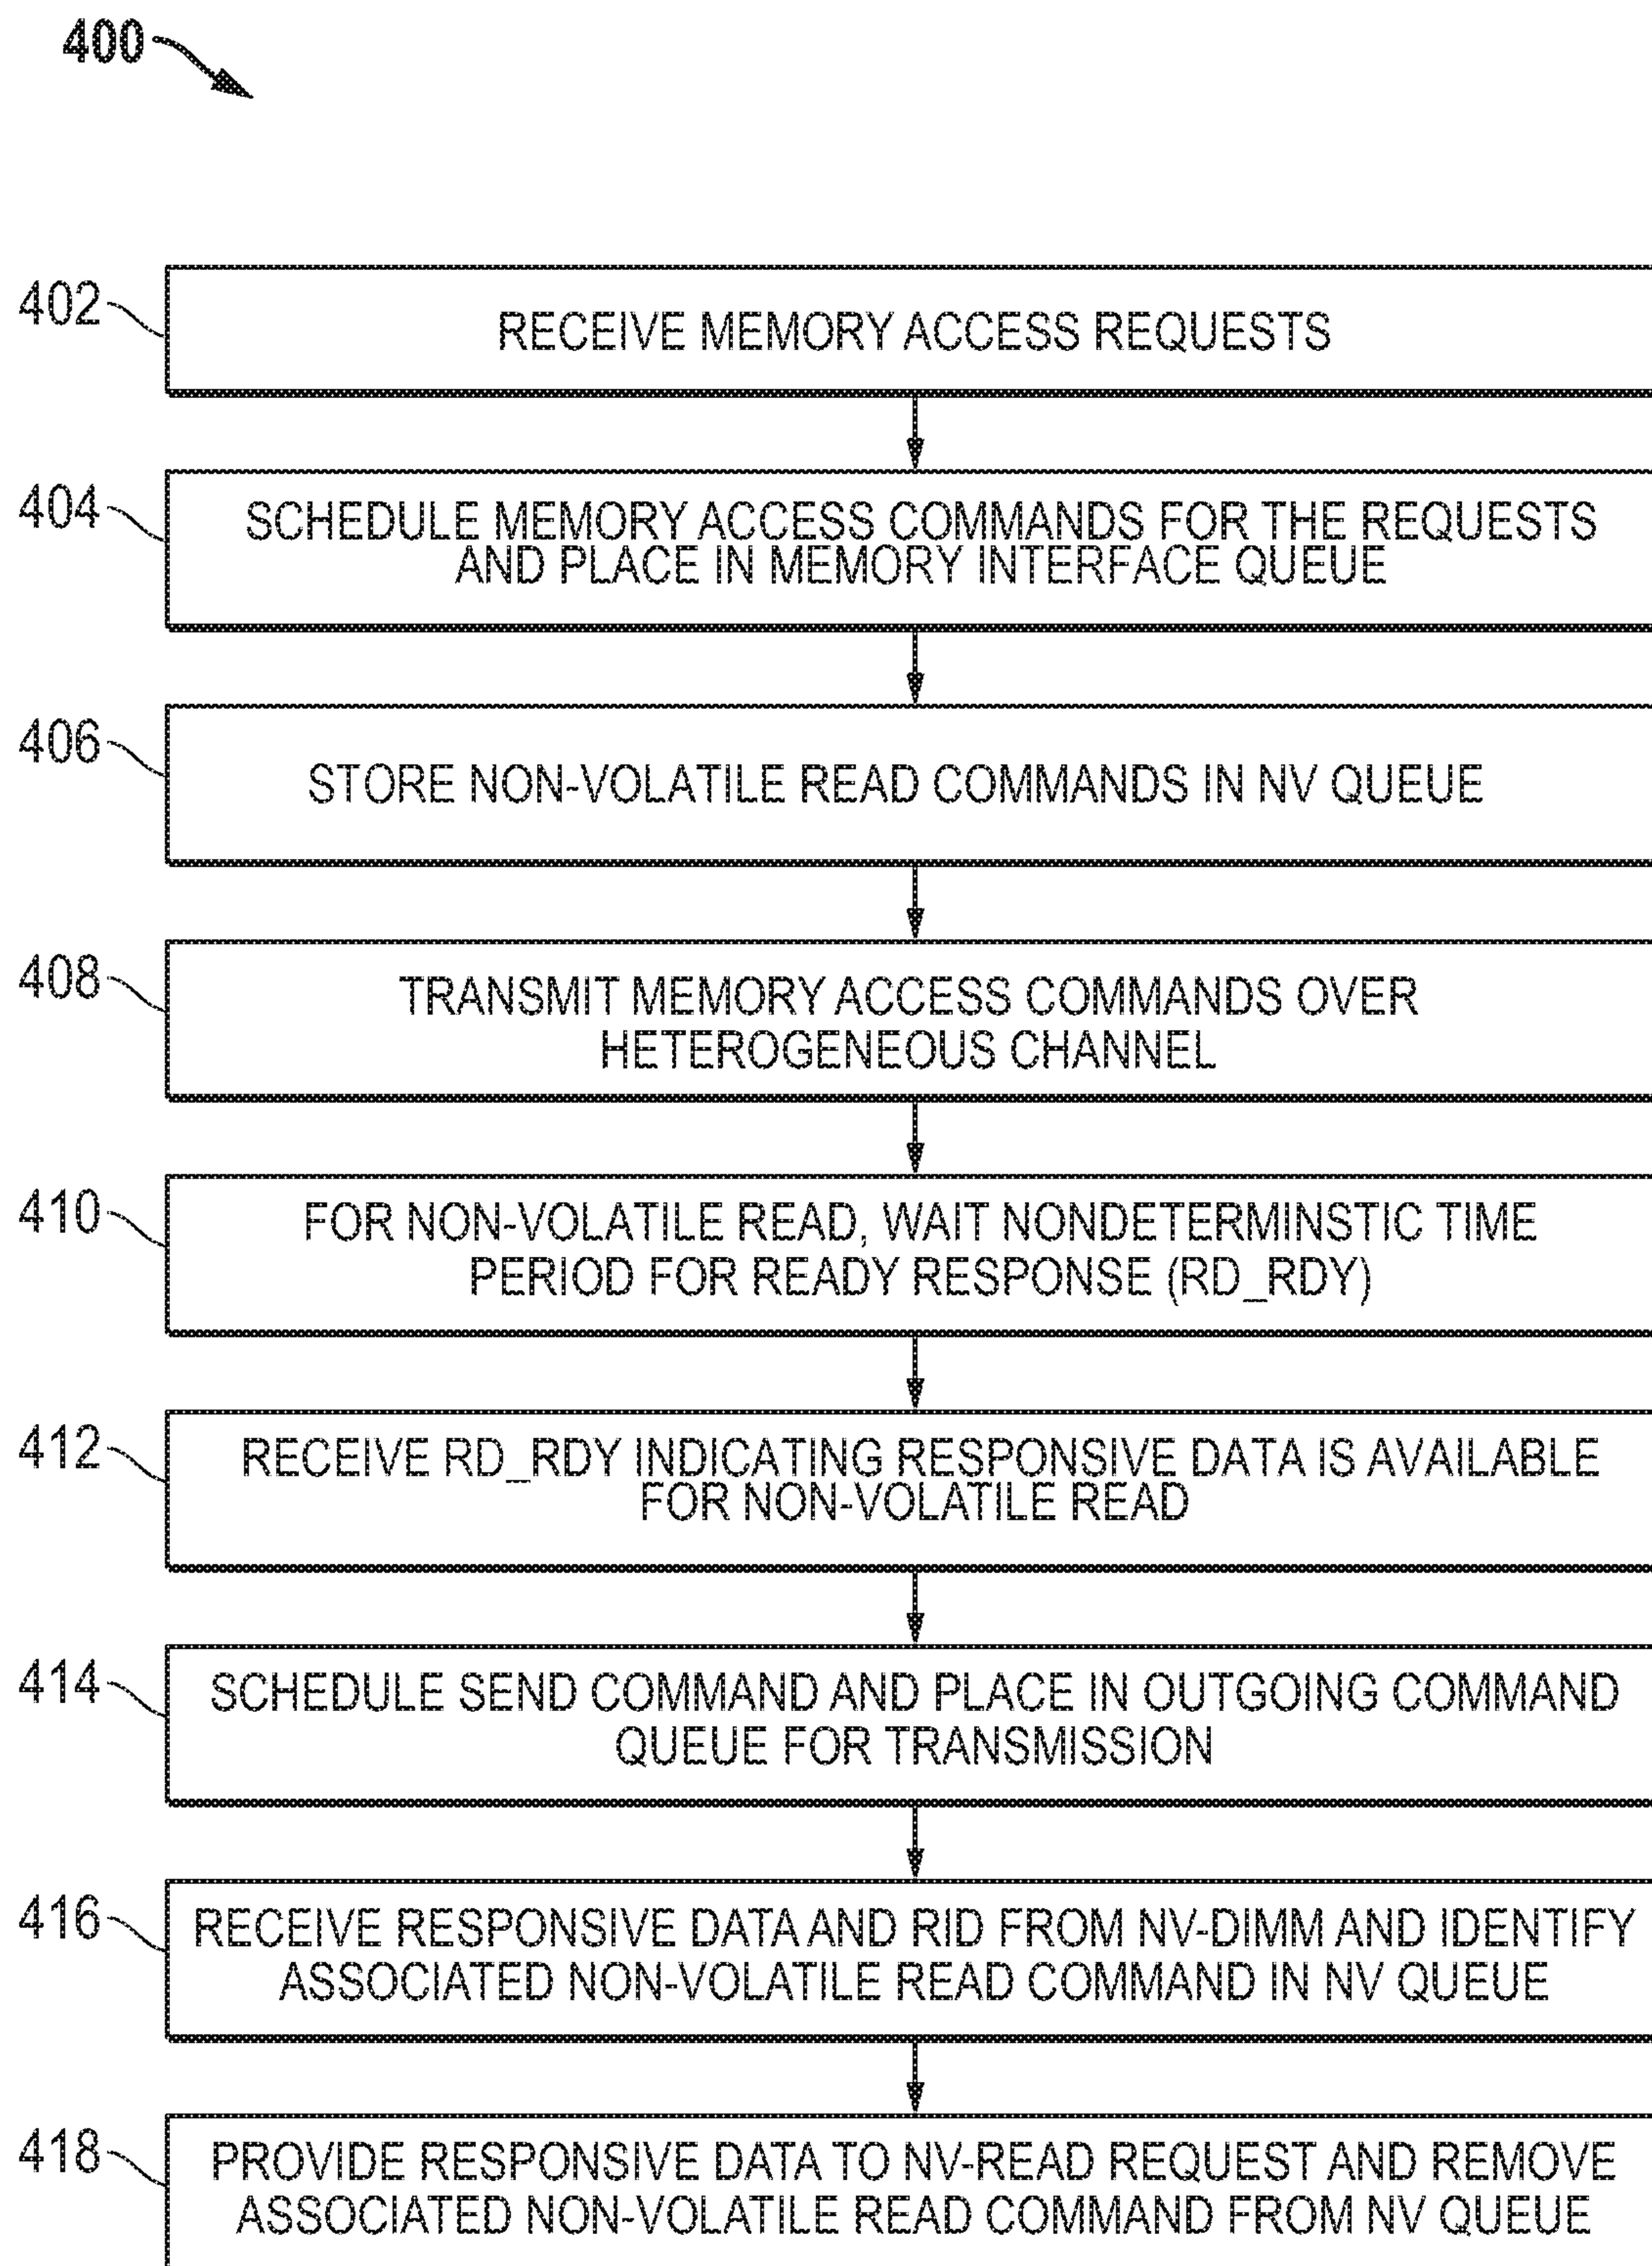 400
402
RECEIVE MEMORY ACCESS REQUESTS
404
SCHEDULE MEMORY ACCESS COMMANDS FOR THE REQUESTS
AND PLACE IN MEMORY INTERFACE QUEUE
406
STORE NON-VOLATILE READ COMMANDS IN NV QUEUE
408
TRANSMIT MEMORY ACCESS COMMANDS OVER
HETEROGENEOUS CHANNEL
410
FOR NON-VOLATILE READ, WAIT NONDETERMINSTIC TIME
PERIOD FOR READY RESPONSE (RD_RDY)
412
RECEIVE RD_RDY INDICATING RESPONSIVE DATA IS AVAILABLE
FOR NON-VOLATILE READ
414
SCHEDULE SEND COMMAND AND PLACE IN OUTGOING COMMAND
QUEUE FOR TRANSMISSION
416
RECEIVE RESPONSIVE DATA AND RID FROM NV-DIMM AND IDENTIFY
ASSOCIATED NON-VOLATILE READ COMMAND IN NV QUEUE
418
PROVIDE RESPONSIVE DATA TO NV-READ REQUEST AND REMOVE
ASSOCIATED NON-VOLATILE READ COMMAND FROM NV QUEUE